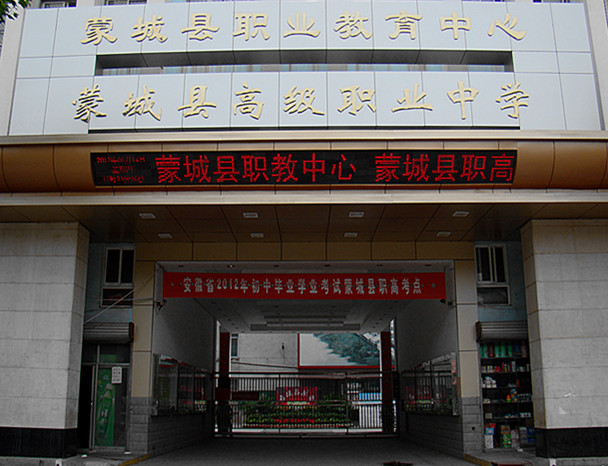 蒙城县职业教育中心
蒙城县高级职业中学
蒙城县职教中心 蒙城县职高
安徽省2012年初中毕业学业考试蒙城县职高考点